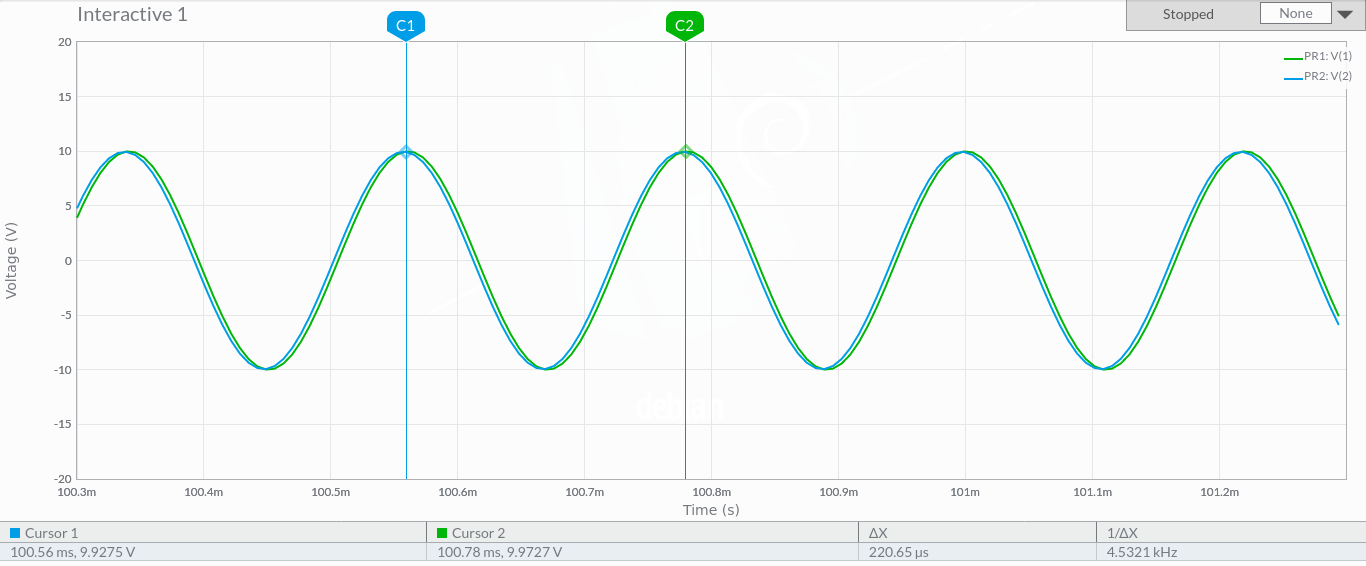 Interactive 1
C1
C2
Stopped
None
PR1: V(1)
PR2: V(2)
20
15
10
5
0
-5
-10
-15
-20
Voltage (V)
debian
100.3m 100.4m 100.5m 100.6m 100.7m 100.8m 100.9m 101m 101.1m 101.2m
Time (s)
Cursor 1 Cursor 2 ΔX 1/ΔX
100.56 ms, 9.9275 V 100.78 ms, 9.9727 V 220.65 µs 4.5321 kHz